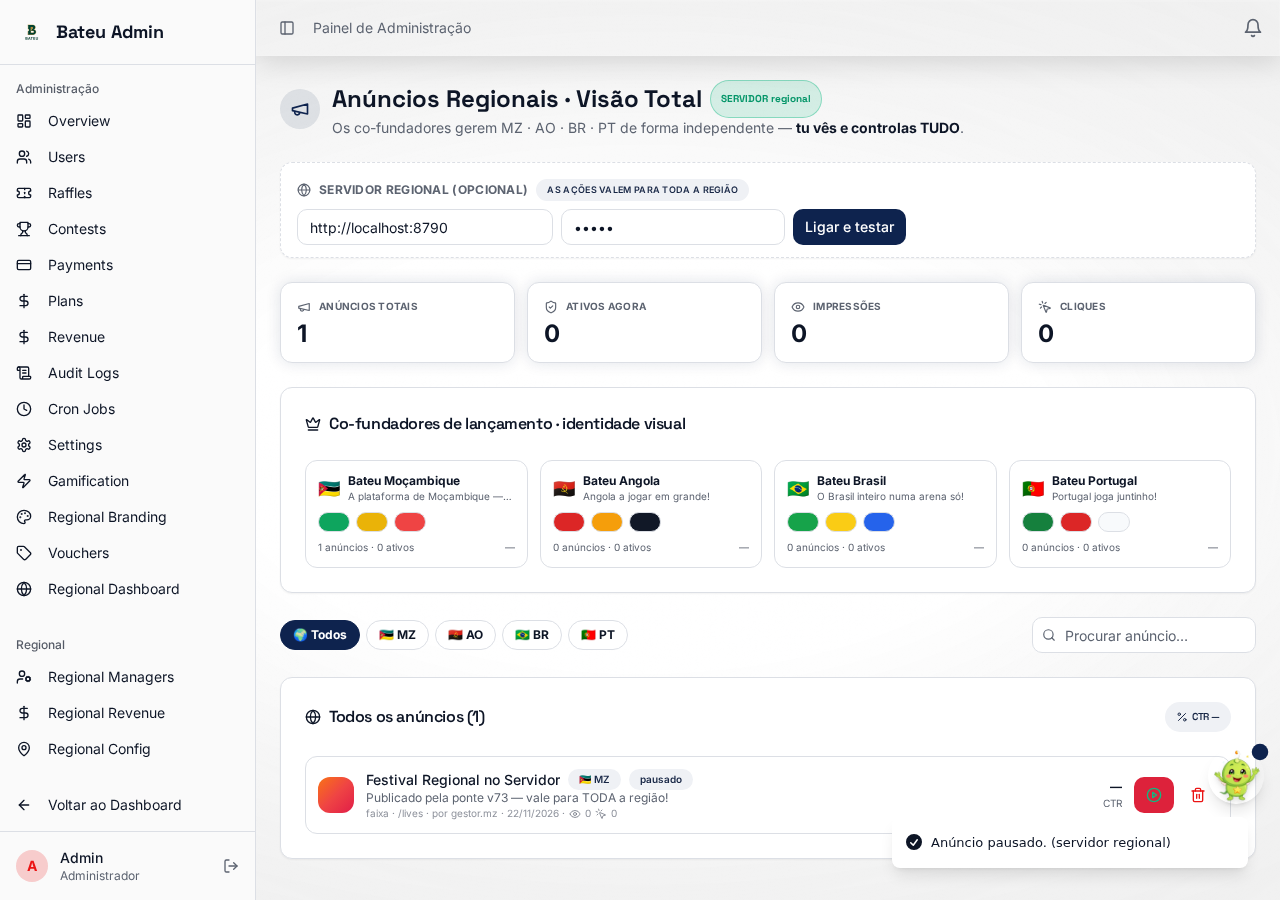 BATEU
Bateu Admin
Painel de Administração
Administração
Overview
Users
Raffles
Contests
Payments
Plans
Revenue
Audit Logs
Cron Jobs
Settings
Gamification
Regional Branding
Vouchers
Regional Dashboard
Regional
Regional Managers
Regional Revenue
Regional Config
Voltar ao Dashboard
A
Admin
Administrador
Anúncios Regionais · Visão Total SERVIDOR regional
Os co-fundadores gerem MZ · AO · BR · PT de forma independente — tu vês e controlas TUDO.
SERVIDOR REGIONAL (OPCIONAL) AS AÇÕES VALEM PARA TODA A REGIÃO
http://localhost:8790 ••••• Ligar e testar
ANÚNCIOS TOTAIS
1
ATIVOS AGORA
0
IMPRESSÕES
0
CLIQUES
0
Co-fundadores de lançamento · identidade visual
Bateu Moçambique
A plataforma de Moçambique —...
1 anúncios · 0 ativos —
Bateu Angola
Angola a jogar em grande!
0 anúncios · 0 ativos —
Bateu Brasil
O Brasil inteiro numa arena só!
0 anúncios · 0 ativos —
Bateu Portugal
Portugal joga juntinho!
0 anúncios · 0 ativos —
🌍 Todos 🇲🇿 MZ 🇦🇴 AO 🇧🇷 BR 🇵🇹 PT
Procurar anúncio...
Todos os anúncios (1)
CTR —
Festival Regional no Servidor 🇲🇿 MZ pausado
Publicado pela ponte v73 — vale para TODA a região!
faixa · /lives · por gestor.mz · 22/11/2026 · 0 0
—
CTR
Anúncio pausado. (servidor regional)